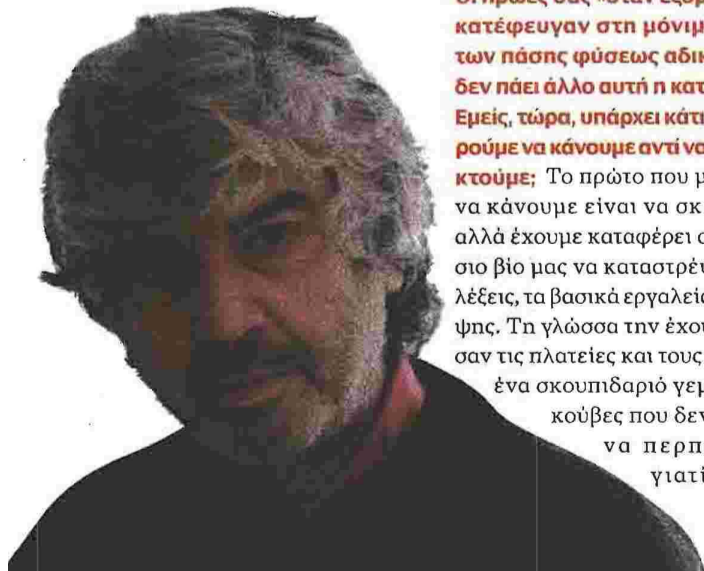 κατέφευγαν στη μόνιμ
των πάσης φύσεως αδικ
δεν πάει άλλο αυτή η κατ
Εμείς, τώρα, υπάρχει κάτι
ρούμε να κάνουμε αντί να
κτούμε; Το πρώτο που μ
να κάνουμε είναι να σκ
αλλά έχουμε καταφέρει σ
σιο βίο μας να καταστρέψ
λέξεις, τα βασικά εργαλεία
ψης. Τη γλώσσα την έχου
σαν τις πλατείες και τους
ένα σκουπιδαριό γεμ
κούβες που δεν
να περπ
γιατί